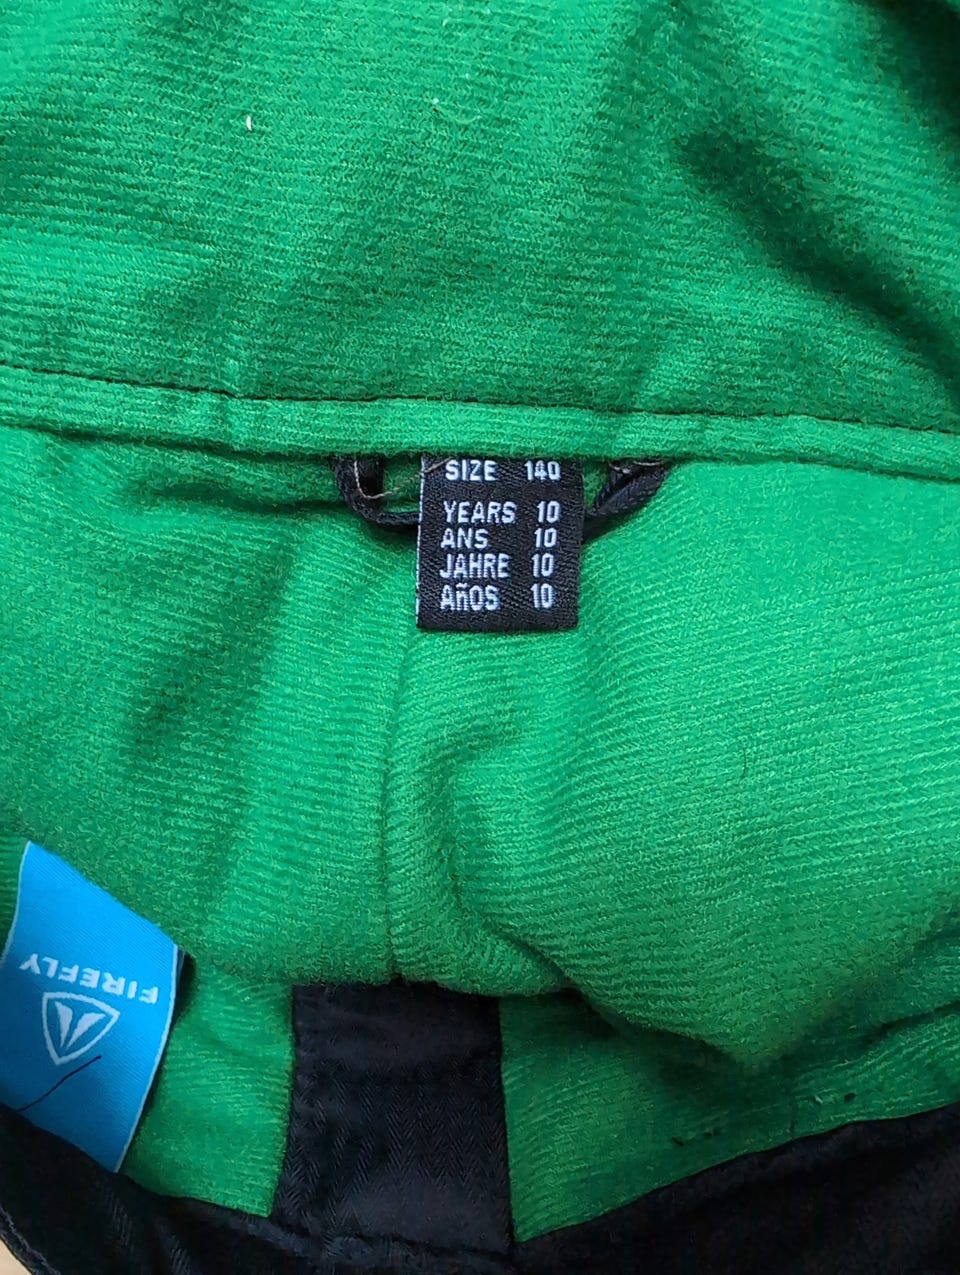 SIZE 140
YEARS 10
ANS 10
JAHRE 10
AñOS 10
FIREFLY